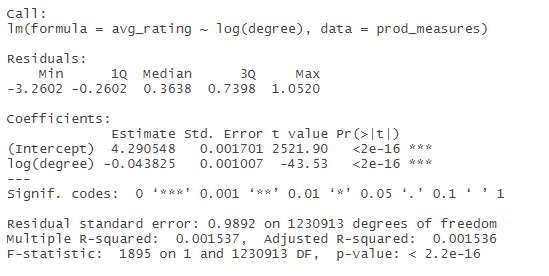 Call:
lm(formula = avg_rating ~ log(degree), data = prod_measures)
Residuals:
Min 1Q Median 3Q Max
-3.2602 -0.2602 0.3638 0.7398 1.0520
Coefficients:
Estimate Std. Error t value Pr(>|t|)
(Intercept) 4.290548 0.001701 2521.90 <2e-16 ***
log(degree) -0.043825 0.001007 -43.53 <2e-16 ***
---
Signif. codes: 0 ‘***’ 0.001 ‘**’ 0.01 ‘*’ 0.05 ‘.’ 0.1 ‘ ’ 1
Residual standard error: 0.9892 on 1230913 degrees of freedom
Multiple R-squared: 0.001537, Adjusted R-squared: 0.001536
F-statistic: 1895 on 1 and 1230913 DF, p-value: < 2.2e-16